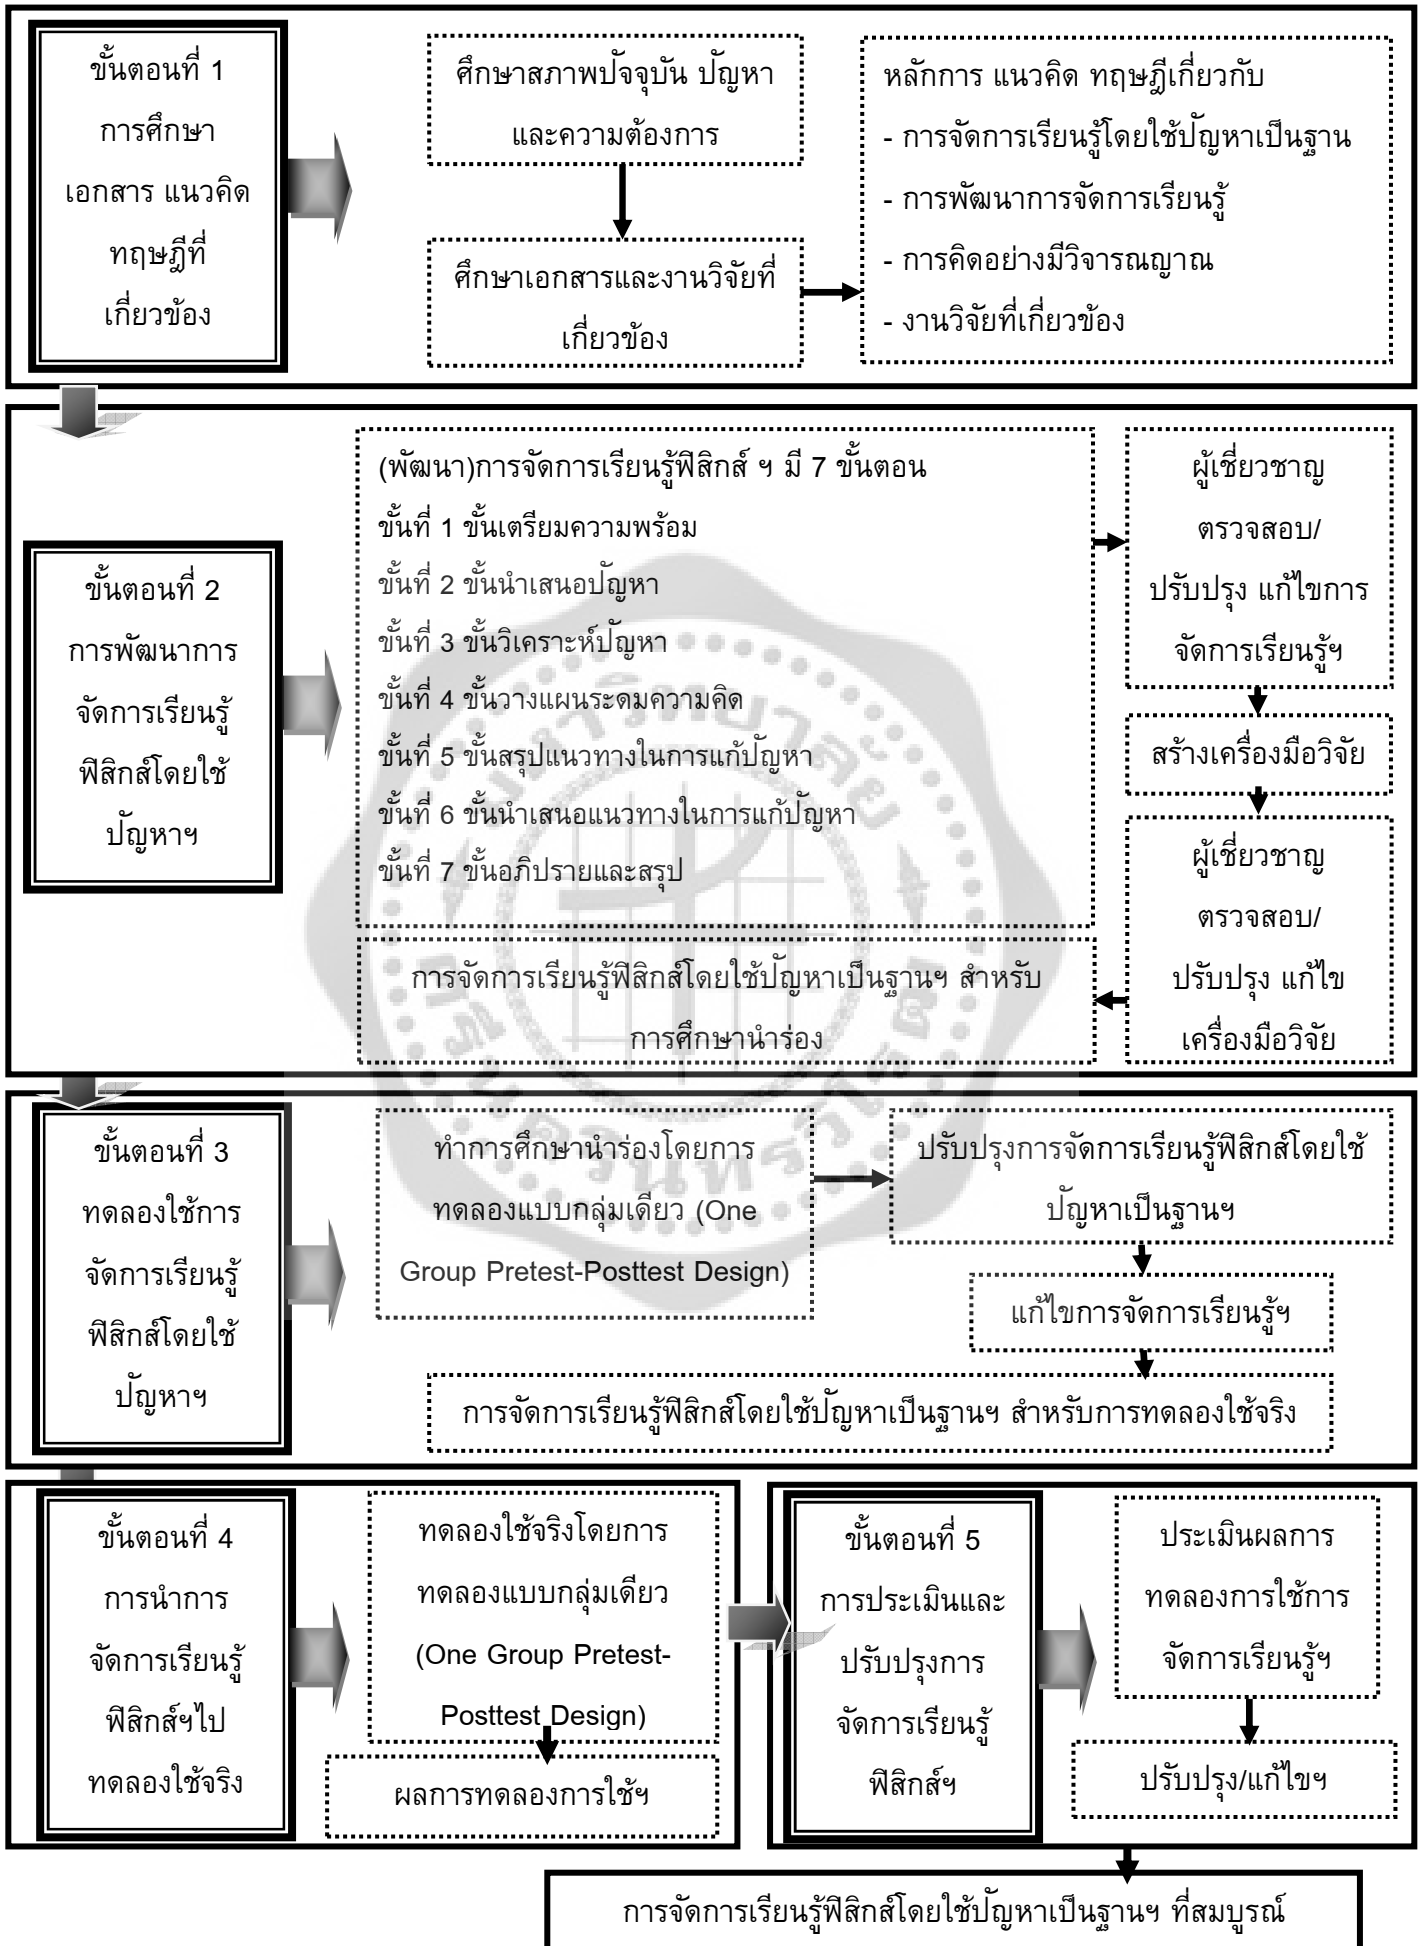 ขั้นตอนที่ 1
การศึกษา
เอกสาร แนวคิด
ทฤษฎีที่
เกี่ยวข้อง
ศึกษาสภาพปัจจุบัน ปัญหา
และความต้องการ
ศึกษาเอกสารและงานวิจัยที่
เกี่ยวข้อง
หลักการ แนวคิด ทฤษฎีเกี่ยวกับ
- การจัดการเรียนรู้โดยใช้ปัญหาเป็นฐาน
- การพัฒนาการจัดการเรียนรู้
- การคิดอย่างมีวิจารณญาณ
- งานวิจัยที่เกี่ยวข้อง
ขั้นตอนที่ 2
การพัฒนาการ
จัดการเรียนรู้
ฟิสิกส์โดยใช้
ปัญหาฯ
(พัฒนา)การจัดการเรียนรู้ฟิสิกส์ ฯ มี 7 ขั้นตอน
ขั้นที่ 1 ขั้นเตรียมความพร้อม
ขั้นที่ 2 ขั้นนำเสนอปัญหา
ขั้นที่ 3 ขั้นวิเคราะห์ปัญหา
ขั้นที่ 4 ขั้นวางแผนระดมความคิด
ขั้นที่ 5 ขั้นสรุปแนวทางในการแก้ปัญหา
ขั้นที่ 6 ขั้นนำเสนอแนวทางในการแก้ปัญหา
ขั้นที่ 7 ขั้นอภิปรายและสรุป
ผู้เชี่ยวชาญ
ตรวจสอบ/
ปรับปรุง แก้ไขการ
จัดการเรียนรู้ฯ
สร้างเครื่องมือวิจัย
ผู้เชี่ยวชาญ
ตรวจสอบ/
ปรับปรุง แก้ไข
เครื่องมือวิจัย
การจัดการเรียนรู้ฟิสิกส์โดยใช้ปัญหาเป็นฐานฯ สำหรับ
การศึกษานำร่อง
มหาวิทยาลัย
ศรีนครินทรวิโรฒ
ขั้นตอนที่ 3
ทดลองใช้การ
จัดการเรียนรู้
ฟิสิกส์โดยใช้
ปัญหาฯ
ทำการศึกษานำร่องโดยการ
ทดลองแบบกลุ่มเดียว (One
Group Pretest-Posttest Design)
ปรับปรุงการจัดการเรียนรู้ฟิสิกส์โดยใช้
ปัญหาเป็นฐานฯ
แก้ไขการจัดการเรียนรู้ฯ
การจัดการเรียนรู้ฟิสิกส์โดยใช้ปัญหาเป็นฐานฯ สำหรับการทดลองใช้จริง
ขั้นตอนที่ 4
การนำการ
จัดการเรียนรู้
ฟิสิกส์ฯไป
ทดลองใช้จริง
ทดลองใช้จริงโดยการ
ทดลองแบบกลุ่มเดียว
(One Group Pretest-
Posttest Design)
ผลการทดลองการใช้ฯ
ขั้นตอนที่ 5
การประเมินและ
ปรับปรุงการ
จัดการเรียนรู้
ฟิสิกส์ฯ
ประเมินผลการ
ทดลองการใช้การ
จัดการเรียนรู้ฯ
ปรับปรุง/แก้ไขฯ
การจัดการเรียนรู้ฟิสิกส์โดยใช้ปัญหาเป็นฐานฯ ที่สมบูรณ์